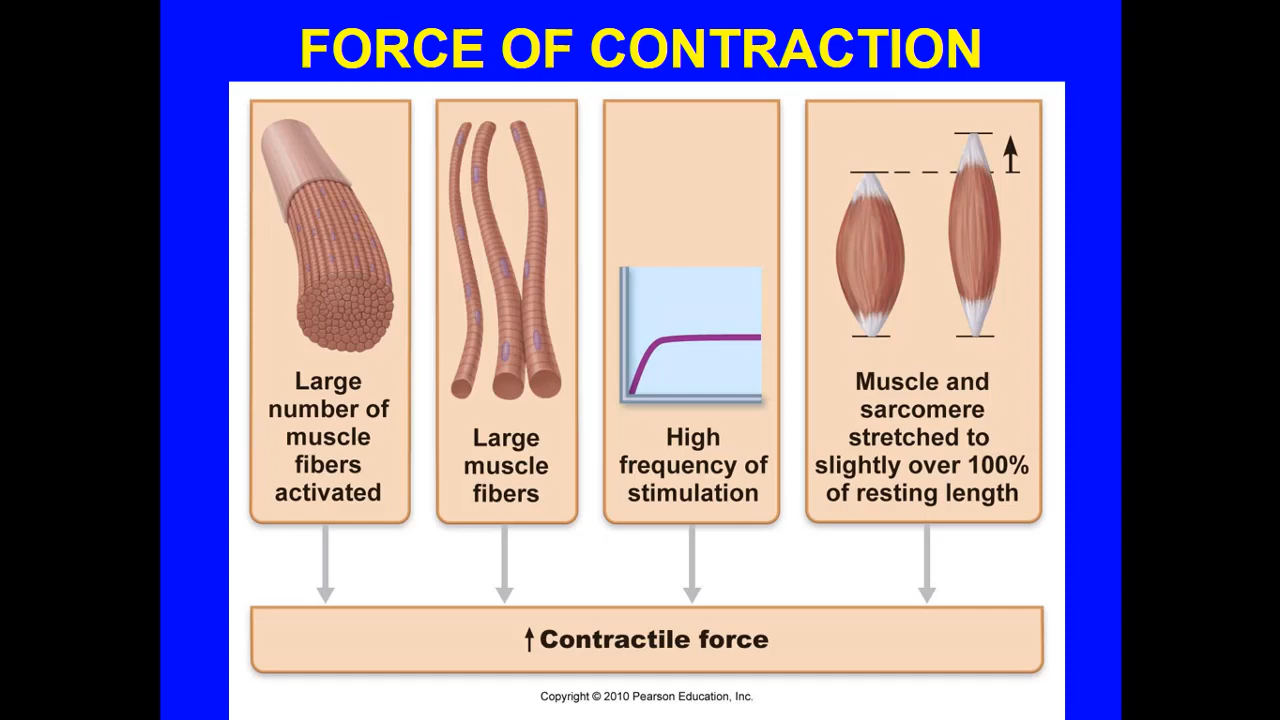 FORCE OF CONTRACTION
Large
number of
muscle
fibers
activated
Large
muscle
fibers
High
frequency of
stimulation
Muscle and
sarcomere
stretched to
slightly over 100%
of resting length
↑Contractile force
Copyright © 2010 Pearson Education, Inc.